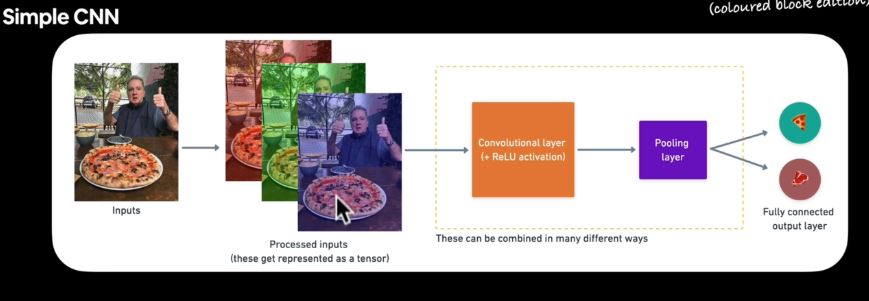 (coloured block edition)
Simple CNN
Inputs
Processed inputs
(these get represented as a tensor)
Convolutional layer
(+ ReLU activation)
Pooling
layer
These can be combined in many different ways
Fully connected
output layer